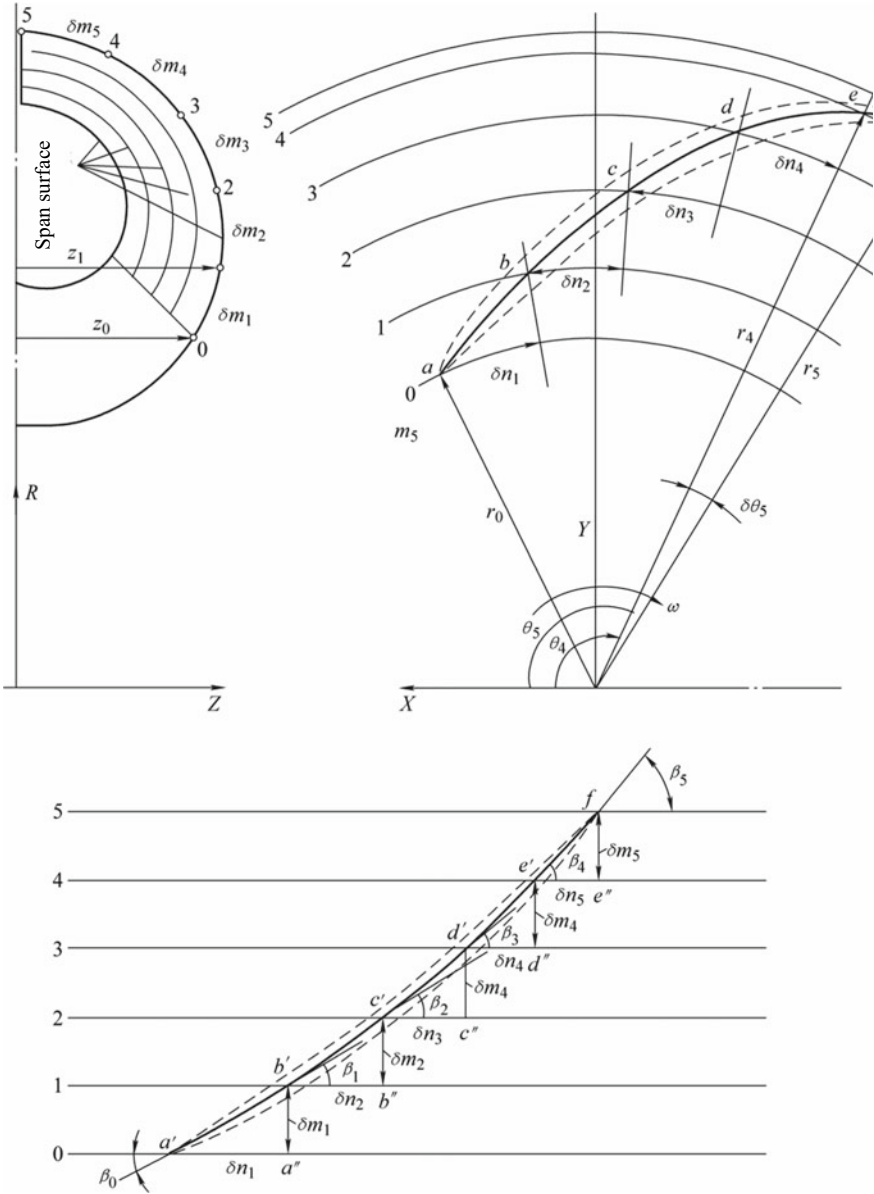 5
δm₅
4
δm₄
3
δm₃
2
δm₂
δm₁
0
Span surface
z₁
z₀
R
Z
5
4
3
2
1
0
a
b
c
d
e
δn₁
δn₂
δn₃
δn₄
m₅
r₀
r₄
r₅
Y
δθ₅
θ₅
θ₄
ω
X
β₅
5
f
β₄
δm₅
4
e′
δn₅
e″
β₃
δm₄
3
d′
δn₄
d″
β₂
δm₄
2
c′
δn₃
c″
β₁
δm₂
1
b′
δn₂
b″
δm₁
0
a′
δn₁
a″
β₀